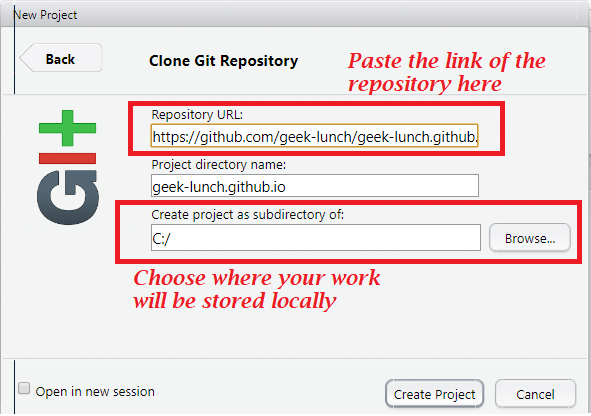 New Project
Back
Clone Git Repository
Paste the link of the
repository here
GIt
Repository URL:
https://github.com/geek-lunch/geek-lunch.github.
Project directory name:
geek-lunch.github.io
Create project as subdirectory of:
C:/
Browse...
Choose where your work
will be stored locally
Open in new session
Create Project
Cancel